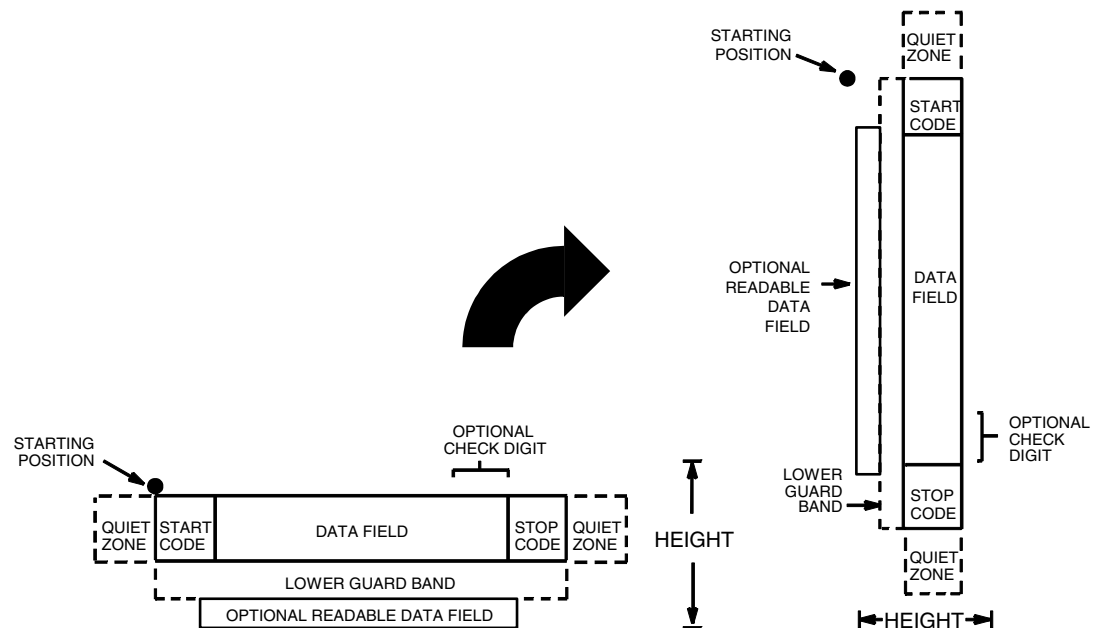 STARTING
POSITION
QUIET
ZONE
START
CODE
OPTIONAL
READABLE
DATA
FIELD
DATA
FIELD
OPTIONAL
CHECK
DIGIT
LOWER
GUARD
BAND
STOP
CODE
QUIET
ZONE
HEIGHT
STARTING
POSITION
OPTIONAL
CHECK DIGIT
QUIET
ZONE
START
CODE
DATA FIELD
STOP
CODE
QUIET
ZONE
HEIGHT
LOWER GUARD BAND
OPTIONAL READABLE DATA FIELD